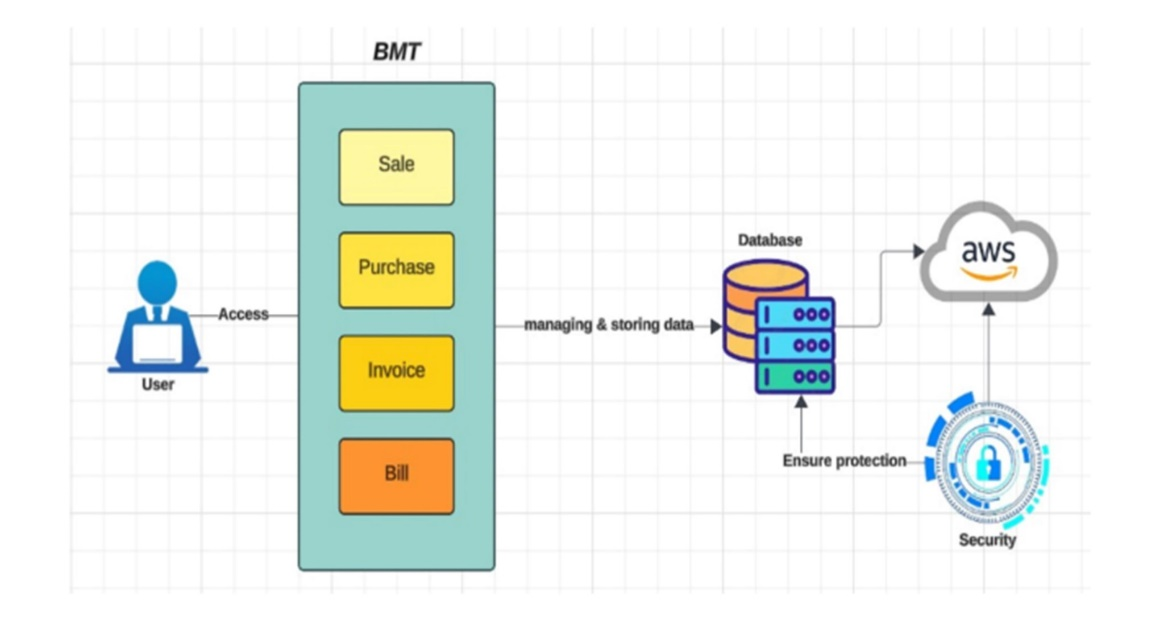 BMT
Sale
Purchase
Invoice
Bill
Access
User
managing & storing data
Database
aws
Ensure protection
Security